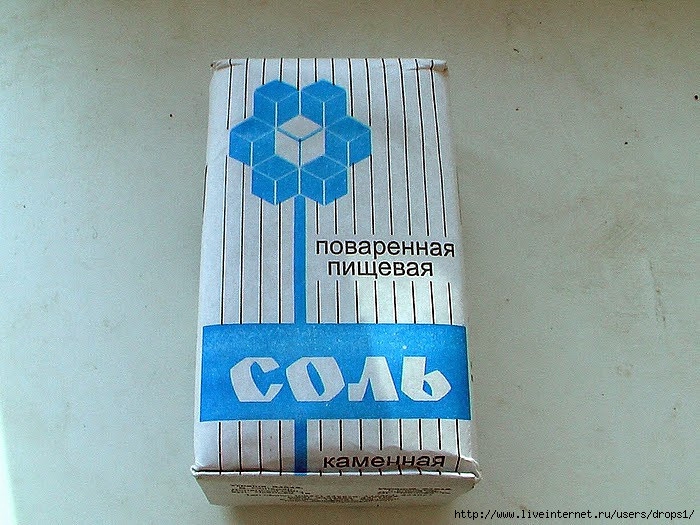 поваренная
пищевая
соль
каменная
http://www.liveinternet.ru/users/drops1/